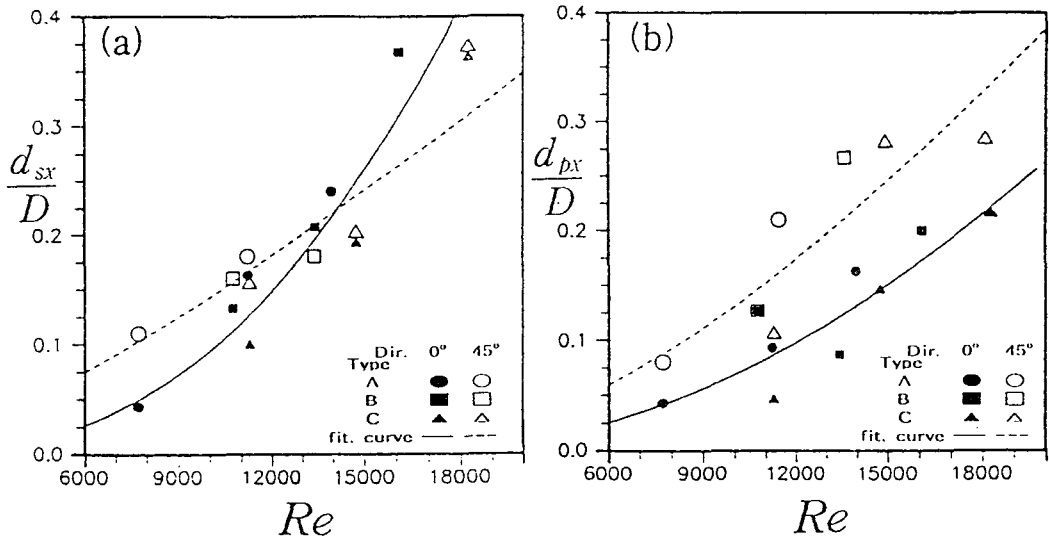 (a)
0.4
0.3
0.2
0.1
0.0
d_sx
D
6000
9000
12000
15000
18000
Re
Dir. 0° 45°
Type
A
B
C
fit. curve
(b)
0.4
0.3
0.2
0.1
0.0
d_px
D
6000
9000
12000
15000
18000
Re
Dir. 0° 45°
Type
A
B
C
fit. curve